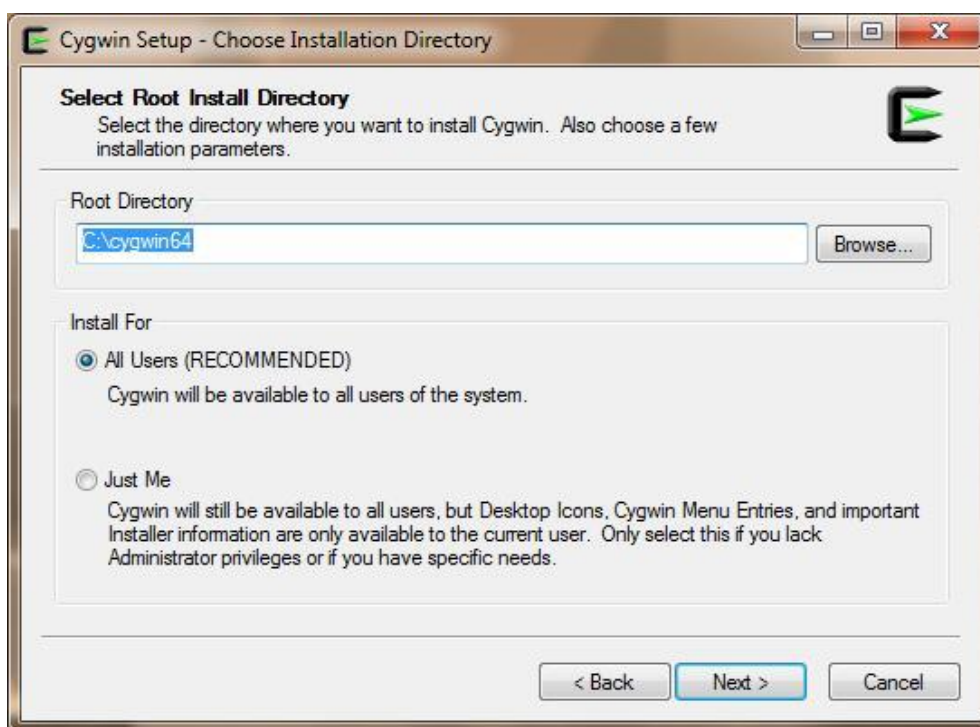 Cygwin Setup - Choose Installation Directory
Select Root Install Directory
Select the directory where you want to install Cygwin. Also choose a few
installation parameters.
Root Directory
C:\cygwin64
Browse...
Install For
All Users (RECOMMENDED)
Cygwin will be available to all users of the system.
Just Me
Cygwin will still be available to all users, but Desktop Icons, Cygwin Menu Entries, and important
Installer information are only available to the current user. Only select this if you lack
Administrator privileges or if you have specific needs.
< Back
Next >
Cancel